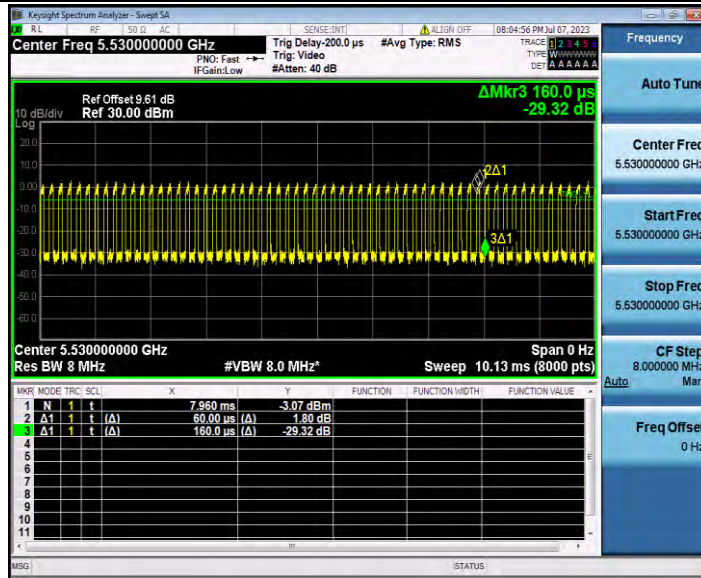 Keysight Spectrum Analyzer - Swept SA
RL RF 50 Ω AC SENSE:INT ALIGN OFF 08:04:56 PM Jul 07, 2023
Center Freq 5.530000000 GHz
PNO: Fast
IFGain:Low
Trig Delay-200.0 µs
Trig: Video
#Atten: 40 dB
#Avg Type: RMS
TRACE 1 2 3 4 5 6
TYPE W
DET A A A A A A
ΔMkr3 160.0 µs
-29.32 dB
Ref Offset 9.61 dB
10 dB/div Ref 30.00 dBm
Log
20.0
10.0
0.00
-10.0
-20.0
-30.0
-40.0
-50.0
-60.0
2Δ1
3Δ1
Center 5.530000000 GHz Span 0 Hz
Res BW 8 MHz #VBW 8.0 MHz* Sweep 10.13 ms (8000 pts)
MKR MODE TRC SCL X Y FUNCTION FUNCTION WIDTH FUNCTION VALUE
1 N 1 t 7.960 ms -3.07 dBm
2 Δ1 1 t (Δ) 60.00 µs (Δ) 1.80 dB
3 Δ1 1 t (Δ) 160.0 µs (Δ) -29.32 dB
4
5
6
7
8
9
10
11
MSG STATUS
Frequency
Auto Tune
Center Freq
5.530000000 GHz
Start Freq
5.530000000 GHz
Stop Freq
5.530000000 GHz
CF Step
8.000000 MHz
Auto Man
Freq Offset
0 Hz